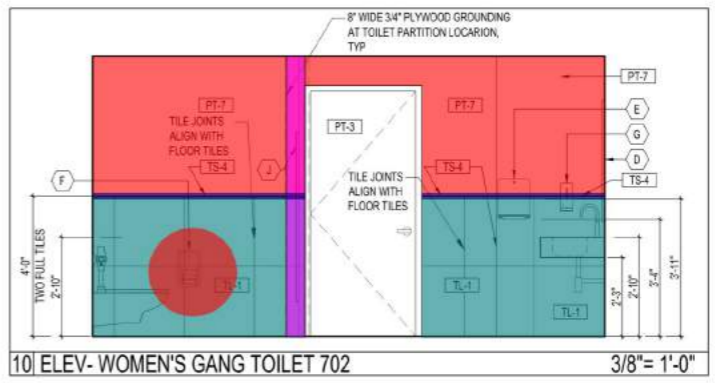 8" WIDE 3/4" PLYWOOD GROUNDING
AT TOILET PARTITION LOCARION,
TYP
PT-7
PT-7
TILE JOINTS
ALIGN WITH
FLOOR TILES
PT-3
PT-7
E
G
TS-4
J
D
F
TILE JOINTS
ALIGN WITH
FLOOR TILES
TS-4
TS-4
4'-0"
TWO FULL TILES
2'-10"
TL-1
TL-1
TL-1
2'-3"
2'-10"
3'-4"
3'-11"
10 ELEV- WOMEN'S GANG TOILET 702
3/8"= 1'-0"